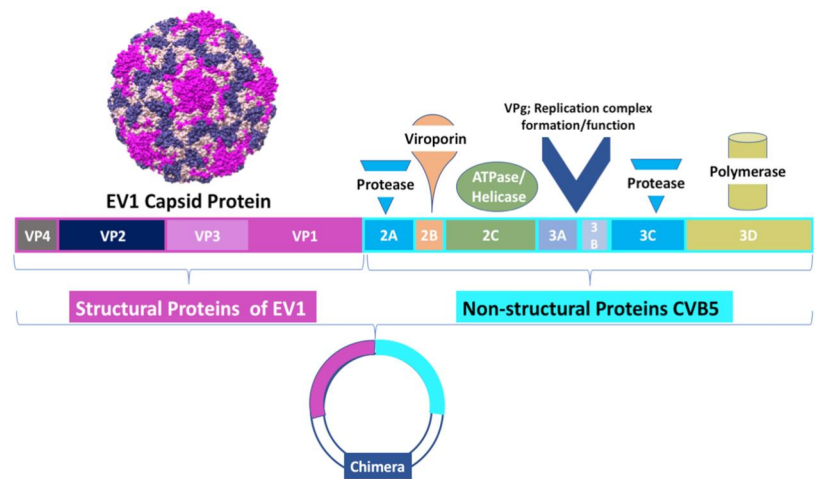 VPg; Replication complex
formation/function
Viroporin
Protease
ATPase/
Helicase
Protease
Polymerase
EV1 Capsid Protein
VP4 VP2 VP3 VP1 2A 2B 2C 3A 3B 3C 3D
Structural Proteins of EV1
Non-structural Proteins CVB5
Chimera